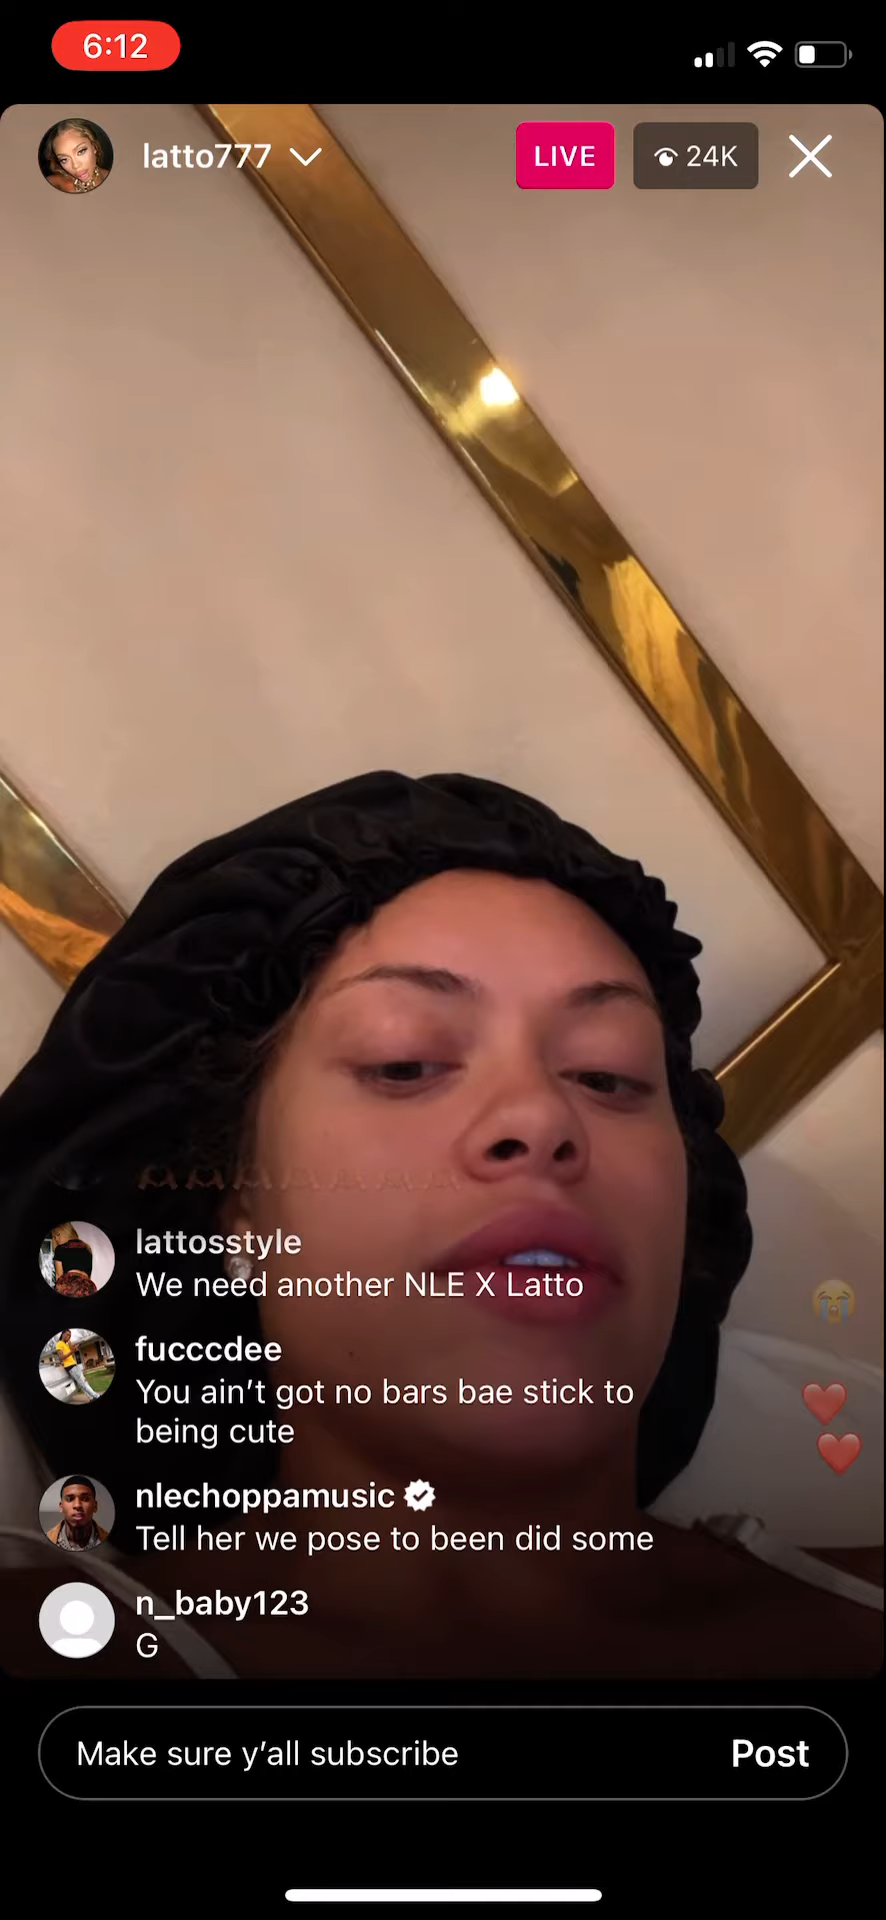 6:12
latto777
LIVE
24K
lattosstyle
We need another NLE X Latto
fucccdee
You ain't got no bars bae stick to
being cute
nlechoppamusic
Tell her we pose to been did some
n_baby123
G
Make sure y'all subscribe
Post